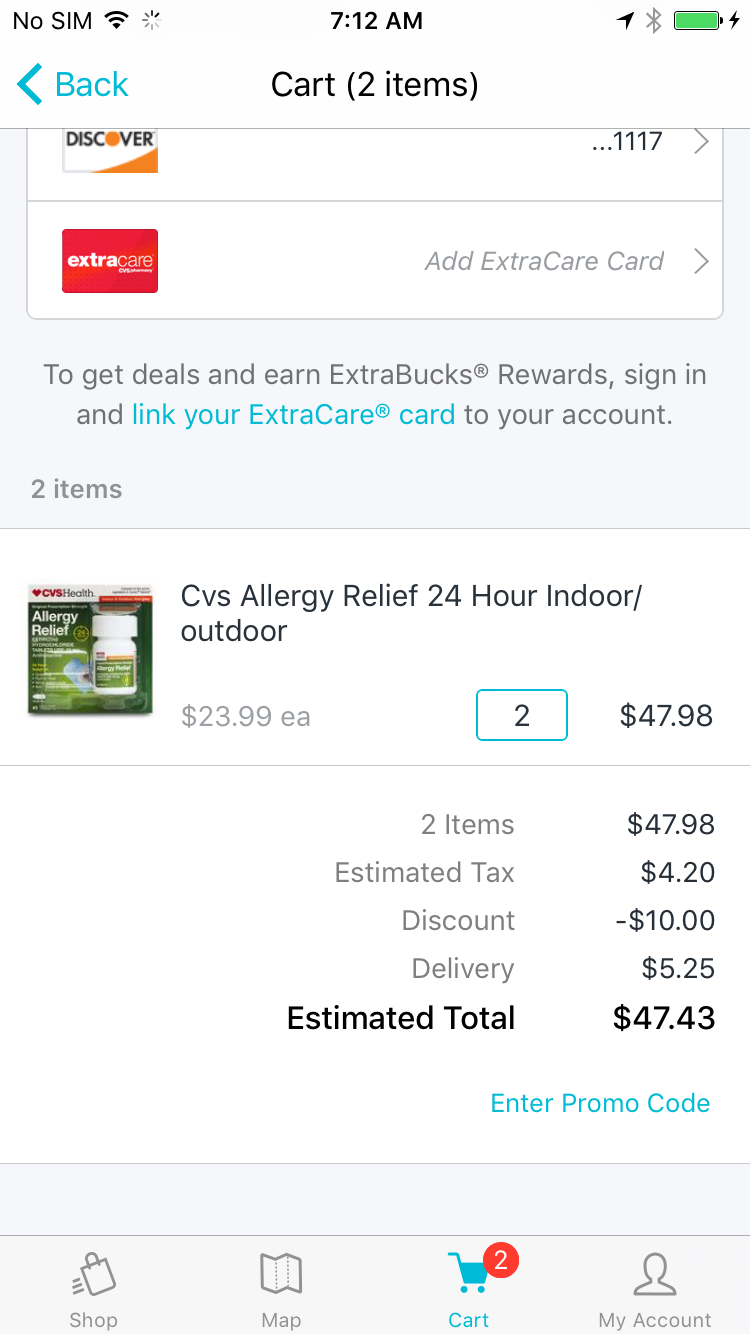 No SIM 7:12 AM
Back Cart (2 items)
DISCOVER ...1117
extracare Add ExtraCare Card
CVS/pharmacy
To get deals and earn ExtraBucks® Rewards, sign in
and link your ExtraCare® card to your account.
2 items
Cvs Allergy Relief 24 Hour Indoor/
outdoor
CVSHealth
Allergy
Relief
24
Allergy Relief
$23.99 ea 2 $47.98
2 Items $47.98
Estimated Tax $4.20
Discount -$10.00
Delivery $5.25
Estimated Total $47.43
Enter Promo Code
2
Shop Map Cart My Account